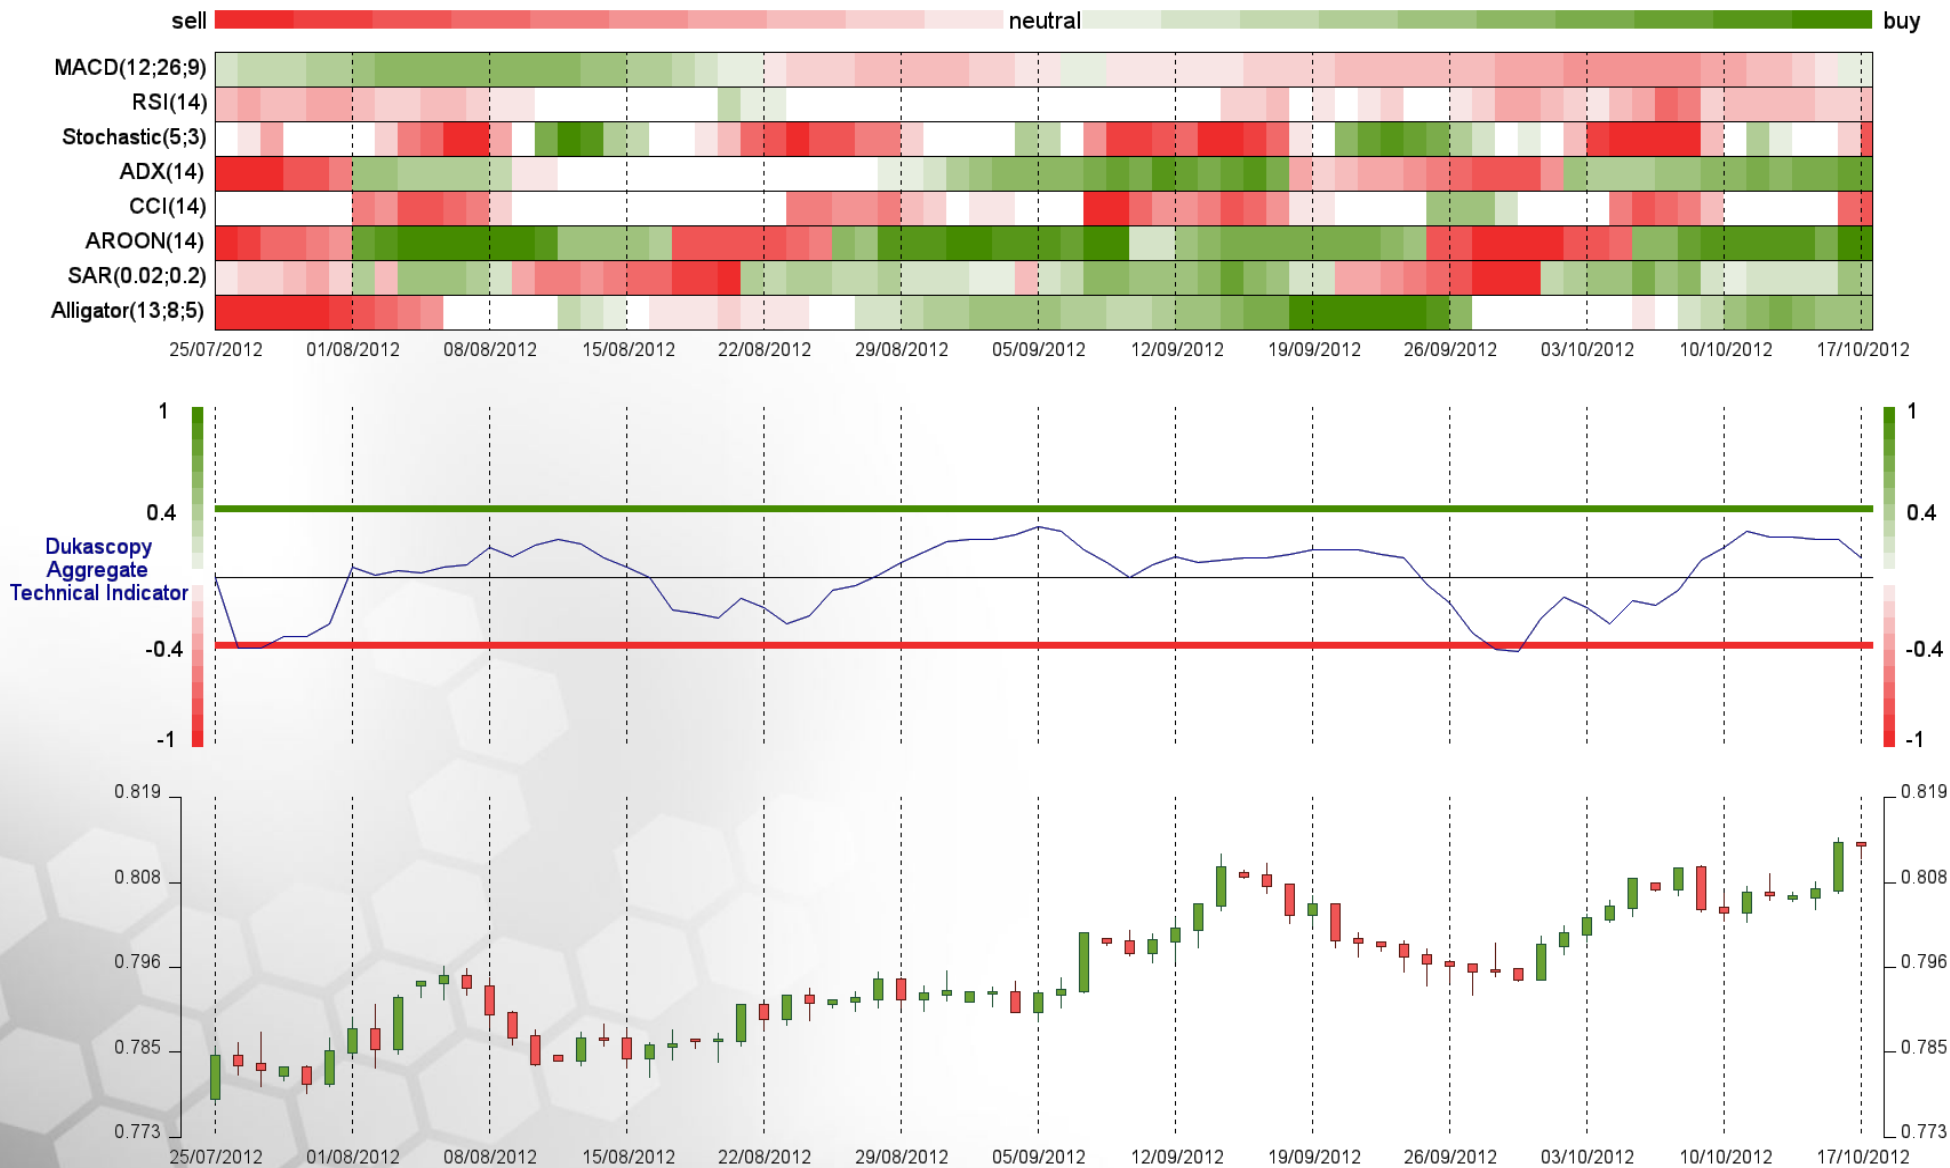 sell neutral buy
MACD(12;26;9)
RSI(14)
Stochastic(5;3)
ADX(14)
CCI(14)
AROON(14)
SAR(0.02;0.2)
Alligator(13;8;5)
25/07/2012 01/08/2012 08/08/2012 15/08/2012 22/08/2012 29/08/2012 05/09/2012 12/09/2012 19/09/2012 26/09/2012 03/10/2012 10/10/2012 17/10/2012
1 1
0.4 0.4
Dukascopy
Aggregate
Technical Indicator
-0.4 -0.4
-1 -1
0.819 0.819
0.808 0.808
0.796 0.796
0.785 0.785
0.773 0.773
25/07/2012 01/08/2012 08/08/2012 15/08/2012 22/08/2012 29/08/2012 05/09/2012 12/09/2012 19/09/2012 26/09/2012 03/10/2012 10/10/2012 17/10/2012